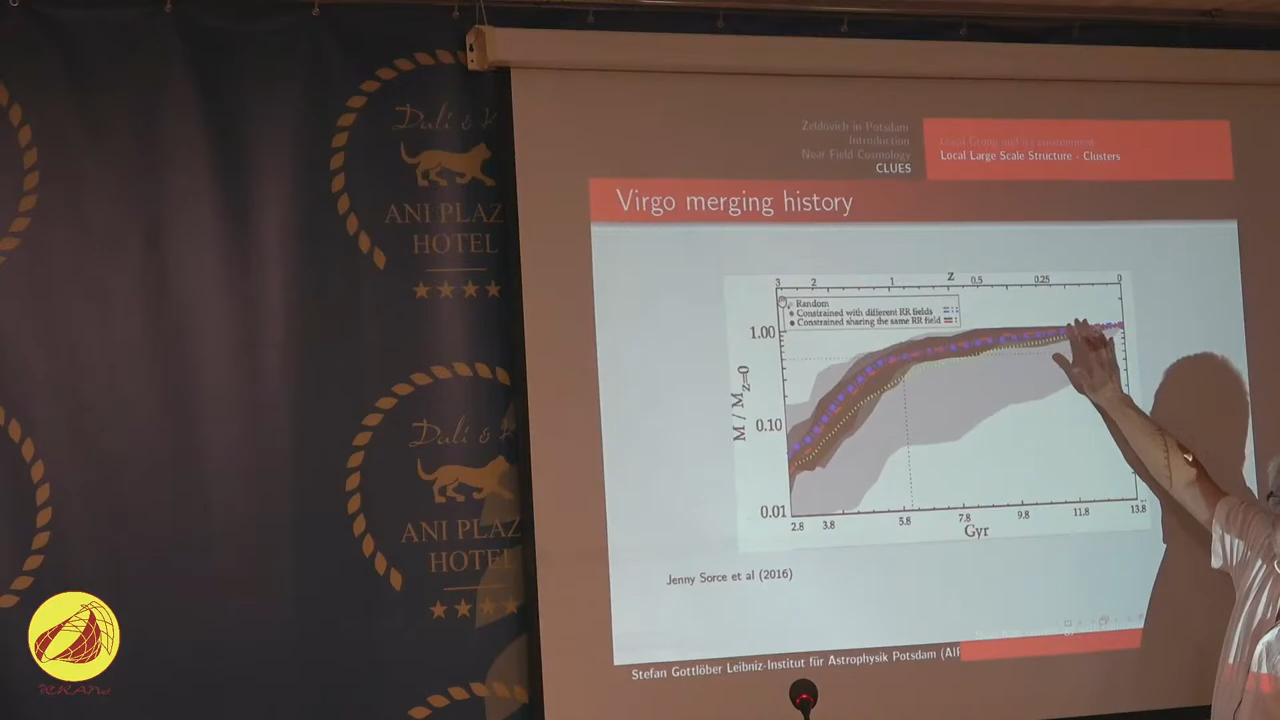 Dalí & K
ANI PLAZ
HOTEL
Dalí & K
ANI PLAZ
HOTEL
Zeldovich in Potsdam
Introduction
Near Field Cosmology
CLUES
Local Group and its environment
Local Large Scale Structure - Clusters
Virgo merging history
3 2 1 z 0.5 0.25 0
Random
Constrained with different RR fields
Constrained sharing the same RR field
1.00
0.10
0.01
M / Mz=0
2.8 3.8 5.8 7.8 9.8 11.8 13.8
Gyr
Jenny Sorce et al (2016)
Stefan Gottlöber Leibniz-Institut für Astrophysik Potsdam (AIP